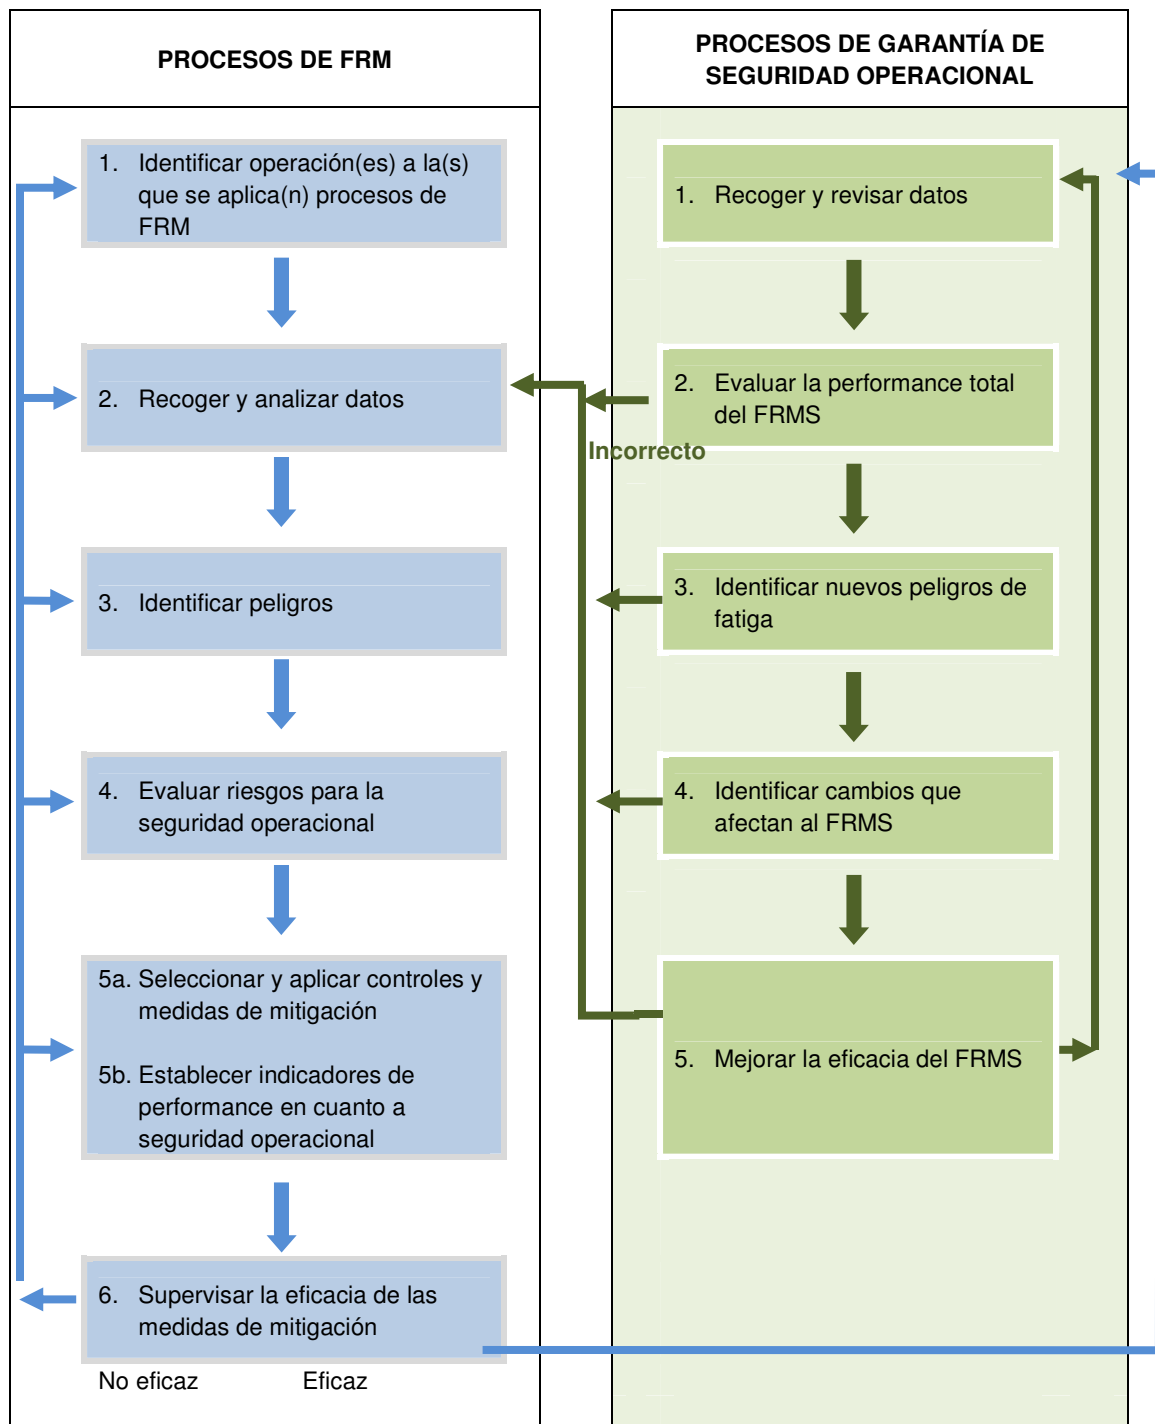 PROCESOS DE FRM
1. Identificar operación(es) a la(s)
que se aplica(n) procesos de
FRM
2. Recoger y analizar datos
3. Identificar peligros
4. Evaluar riesgos para la
seguridad operacional
5a. Seleccionar y aplicar controles y
medidas de mitigación
5b. Establecer indicadores de
performance en cuanto a
seguridad operacional
6. Supervisar la eficacia de las
medidas de mitigación
No eficaz Eficaz
PROCESOS DE GARANTÍA DE
SEGURIDAD OPERACIONAL
1. Recoger y revisar datos
2. Evaluar la performance total
del FRMS
Incorrecto
3. Identificar nuevos peligros de
fatiga
4. Identificar cambios que
afectan al FRMS
5. Mejorar la eficacia del FRMS